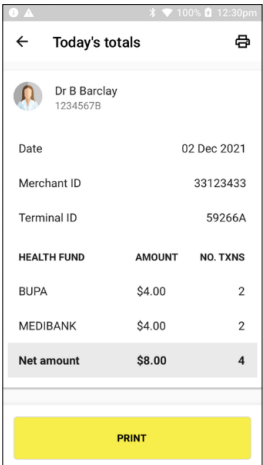 100% 12:30pm
Today's totals
Dr B Barclay
1234567B
Date 02 Dec 2021
Merchant ID 33123433
Terminal ID 59266A
HEALTH FUND AMOUNT NO. TXNS
BUPA $4.00 2
MEDIBANK $4.00 2
Net amount $8.00 4
PRINT